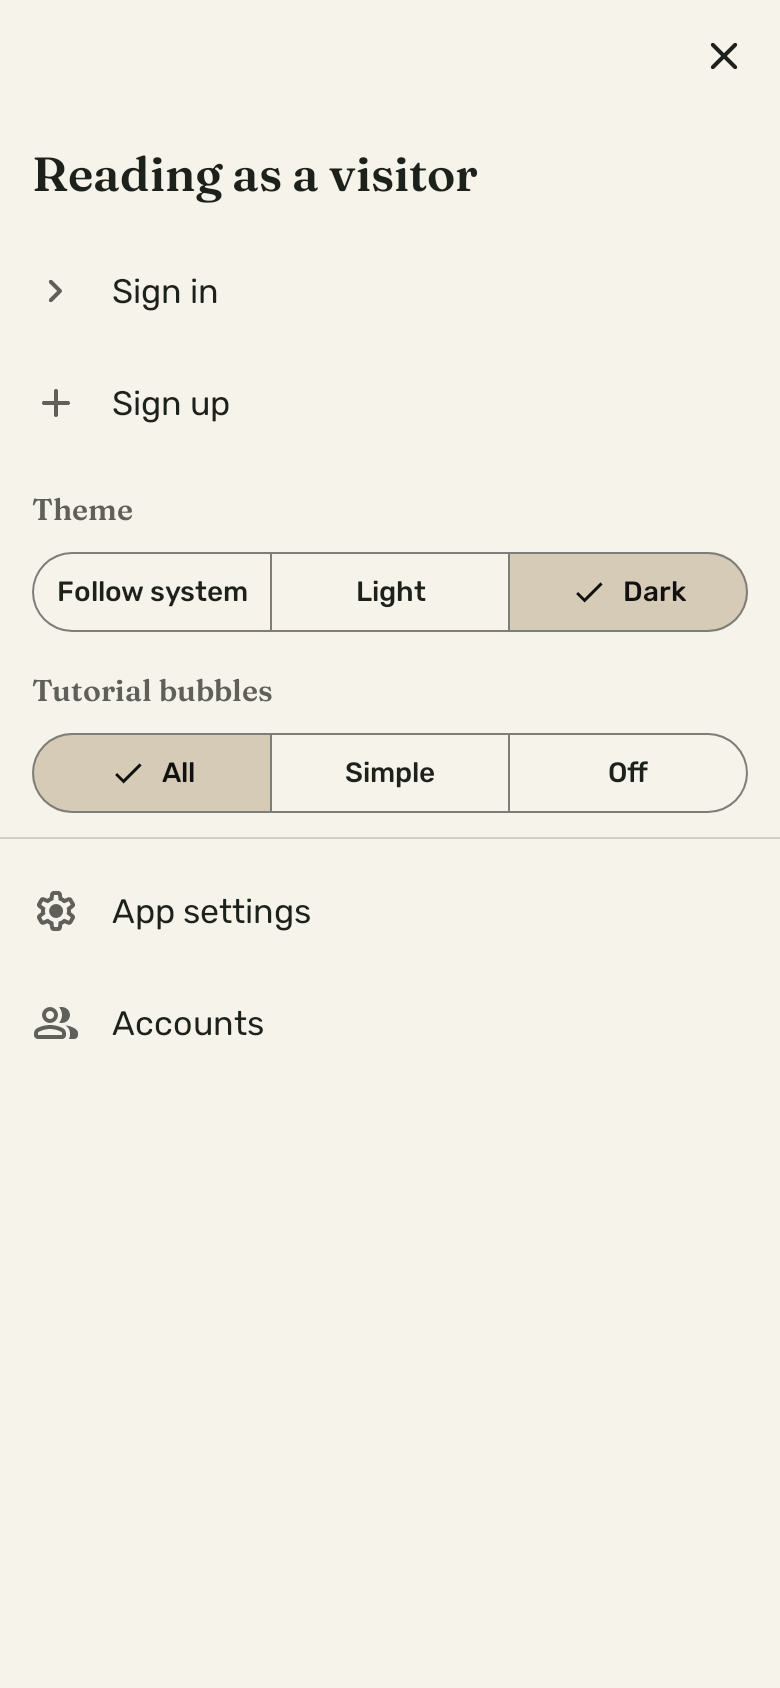 Reading as a visitor
Sign in
Sign up
Theme
Follow system Light Dark
Tutorial bubbles
All Simple Off
App settings
Accounts